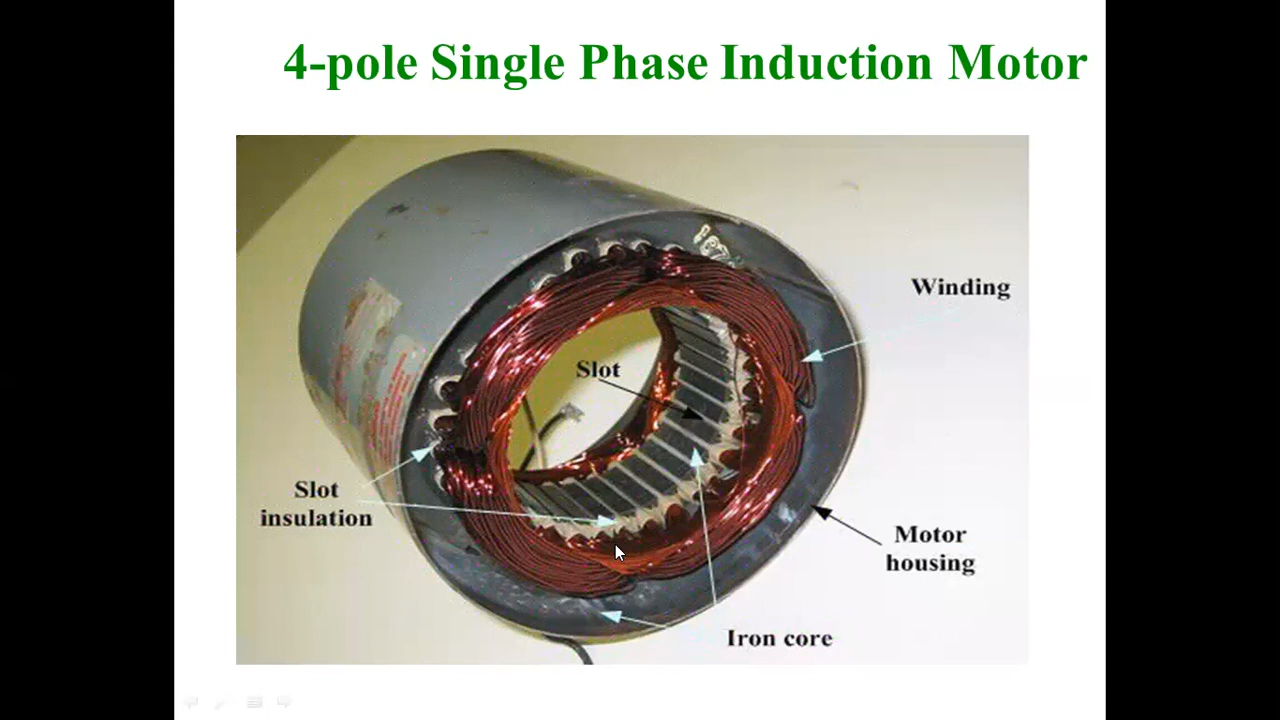 4-pole Single Phase Induction Motor
Winding
Slot
Slot
insulation
Motor
housing
Iron core